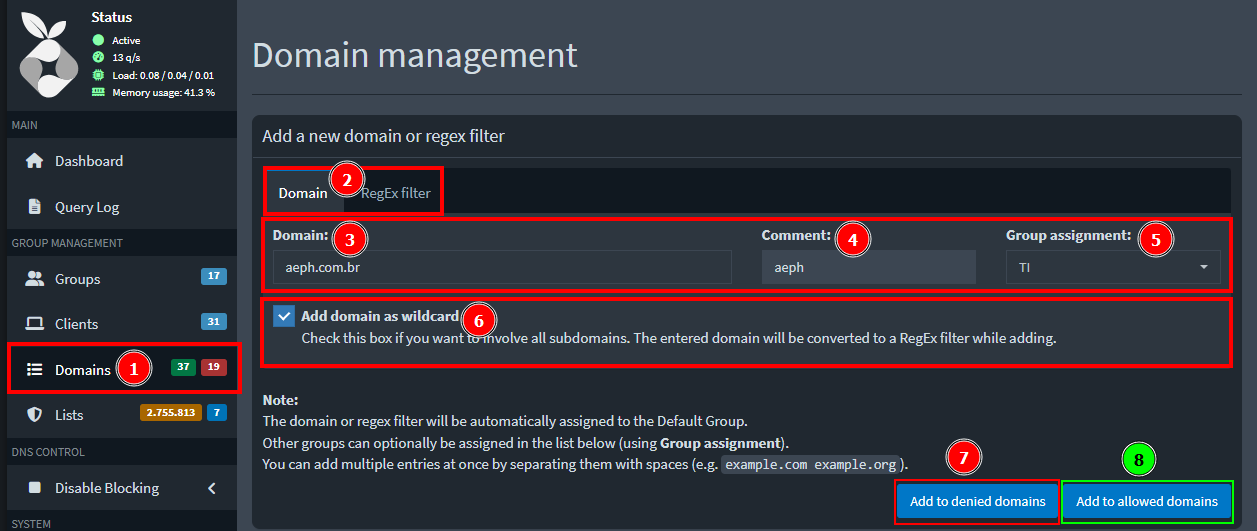 Status
Active
13 q/s
Load: 0.08 / 0.04 / 0.01
Memory usage: 41.3 %
MAIN
Dashboard
Query Log
GROUP MANAGEMENT
Groups 17
Clients 31
Domains 1 37 19
Lists 2.755.813 7
DNS CONTROL
Disable Blocking
SYSTEM
Domain management
Add a new domain or regex filter
Domain 2 RegEx filter
Domain: 3 Comment: 4 Group assignment: 5
aeph.com.br aeph TI
Add domain as wildcard 6
Check this box if you want to involve all subdomains. The entered domain will be converted to a RegEx filter while adding.
Note:
The domain or regex filter will be automatically assigned to the Default Group.
Other groups can optionally be assigned in the list below (using Group assignment).
You can add multiple entries at once by separating them with spaces (e.g. example.com example.org).
7 8
Add to denied domains Add to allowed domains